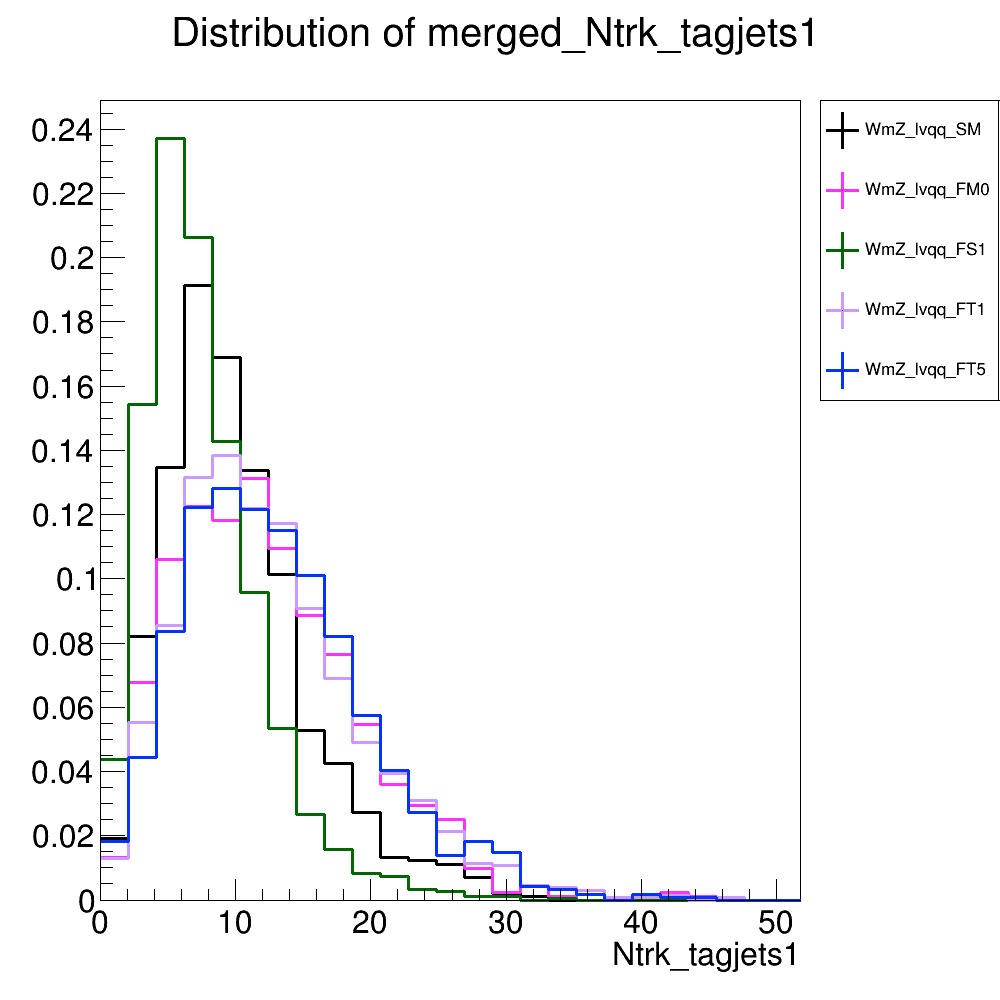 Distribution of merged_Ntrk_tagjets1
0.24
0.22
0.2
0.18
0.16
0.14
0.12
0.1
0.08
0.06
0.04
0.02
0
0 10 20 30 40 50
Ntrk_tagjets1
WmZ_lvqq_SM
WmZ_lvqq_FM0
WmZ_lvqq_FS1
WmZ_lvqq_FT1
WmZ_lvqq_FT5